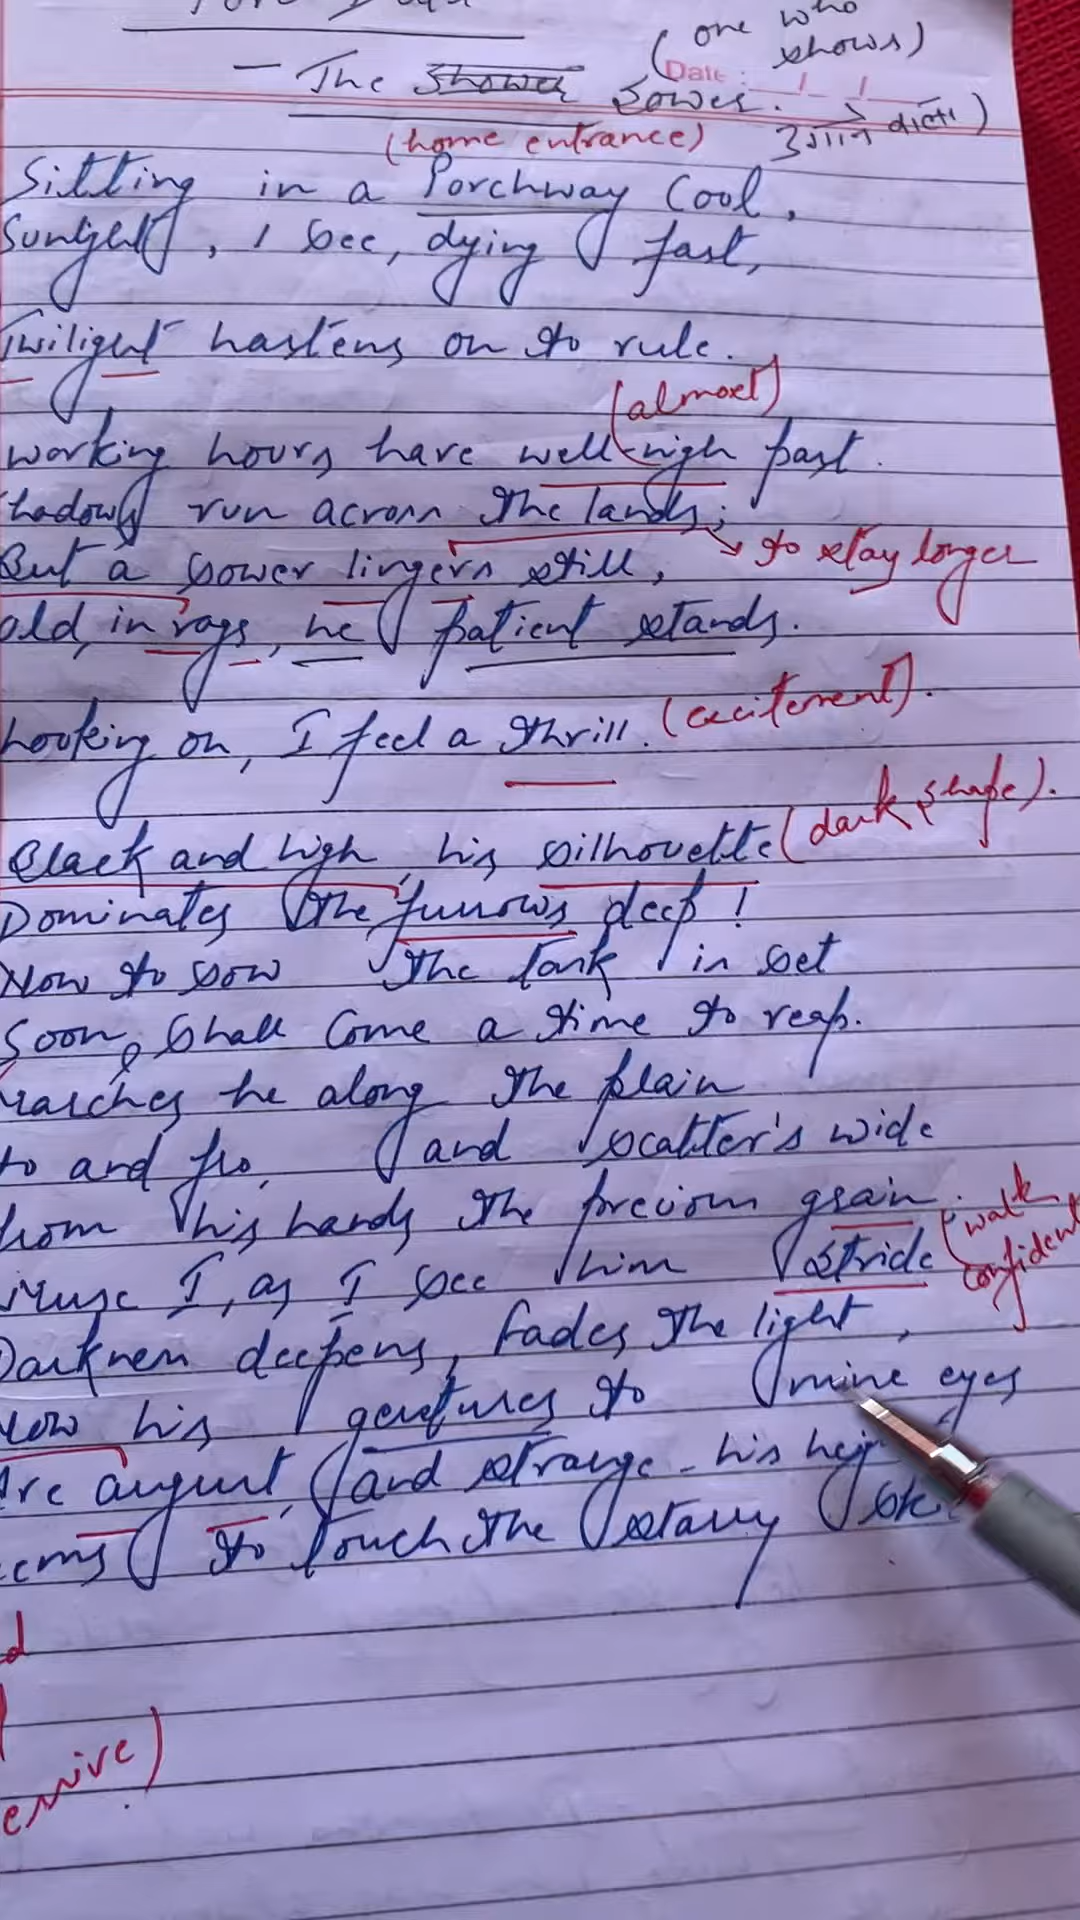 (one who
shows)
- The Shower Sower.
Date :
(home entrance)
Sitting in a Porchway Cool,
Sunlight, I see, dying fast,
Twilight hastens on to rule.
(almost)
working hours have well-nigh past.
Shadows run across the lands;
But a sower lingers still, → to stay longer
old, in rags, he patient stands.
Looking on, I feel a thrill. (excitement).
Black and high, his silhouette (dark shape).
Dominates the furrows deep!
Now to sow the task is set
Soon shall come a time to reap.
Marches he along the plain
to and fro, and scatter's wide
from his hands the precious grain.
Muse I, as I see him stride (walk confident
Darkness deepens, fades the light,
Now his gestures to mine eyes
Are august, and strange - his
seems to touch the starry